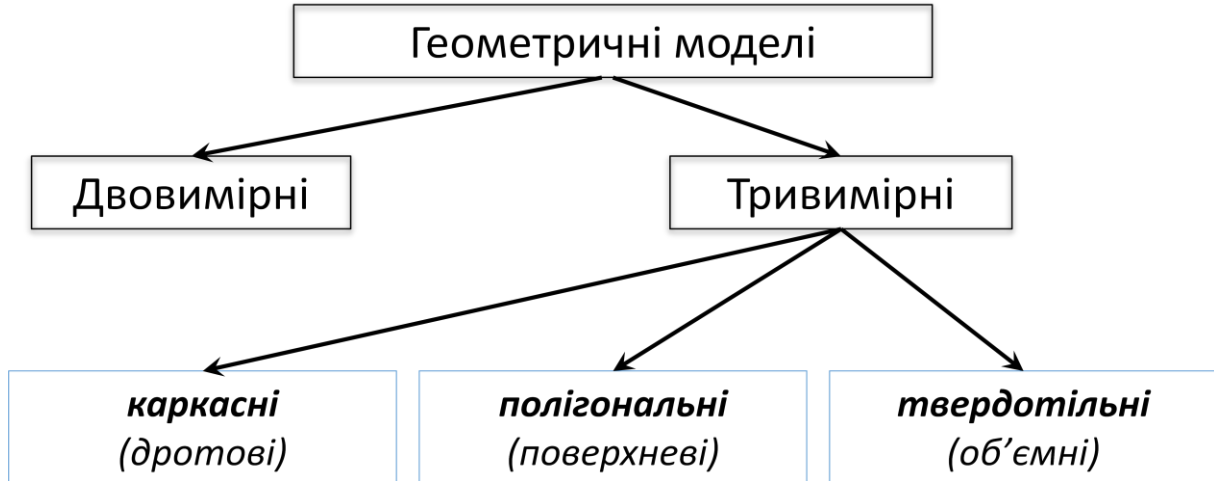 Геометричні моделі
Двовимірні
Тривимірні
каркасні
(дротові)
полігональні
(поверхневі)
твердотільні
(об’ємні)